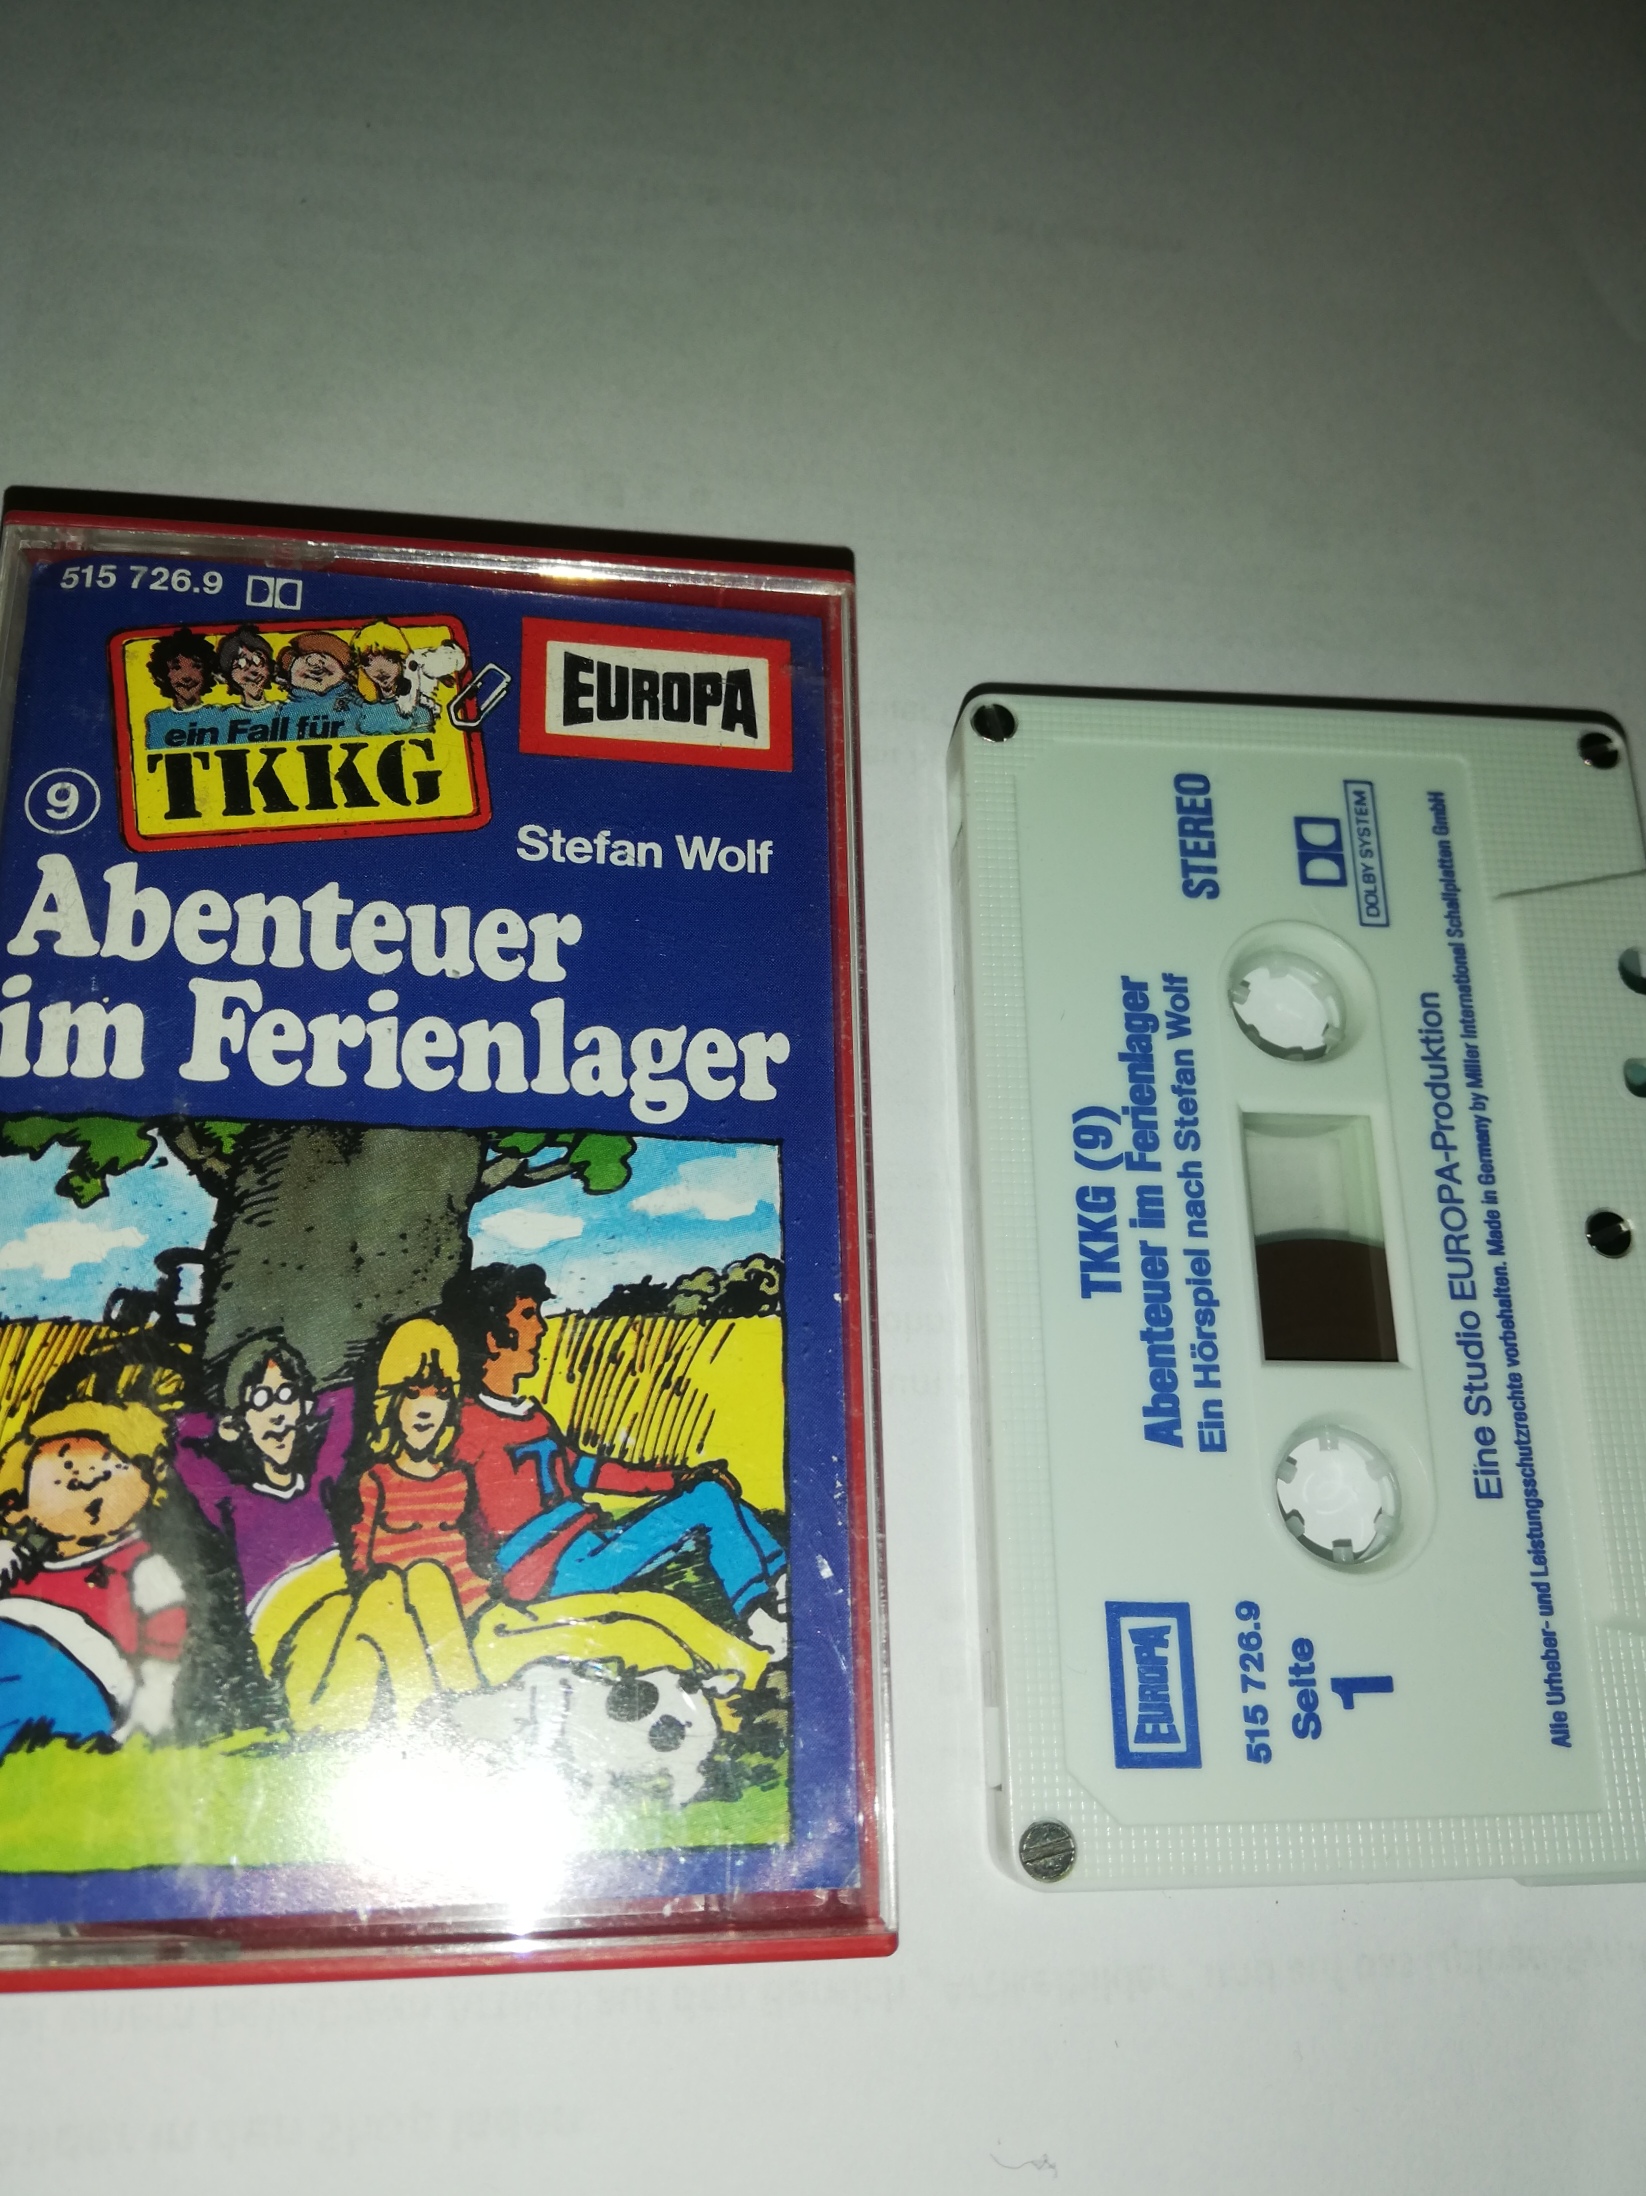 515 726.9
ein Fall für
TKKG
EUROPA
9
Stefan Wolf
Abenteuer
im Ferienlager
T
TKKG (9)
Abenteuer im Ferienlager
Ein Hörspiel nach Stefan Wolf
STEREO
DOLBY SYSTEM
EUROPA
515 726.9
Seite
1
Eine Studio EUROPA-Produktion
Alle Urheber- und Leistungsschutzrechte vorbehalten. Made in Germany by Miller International Schallplatten GmbH